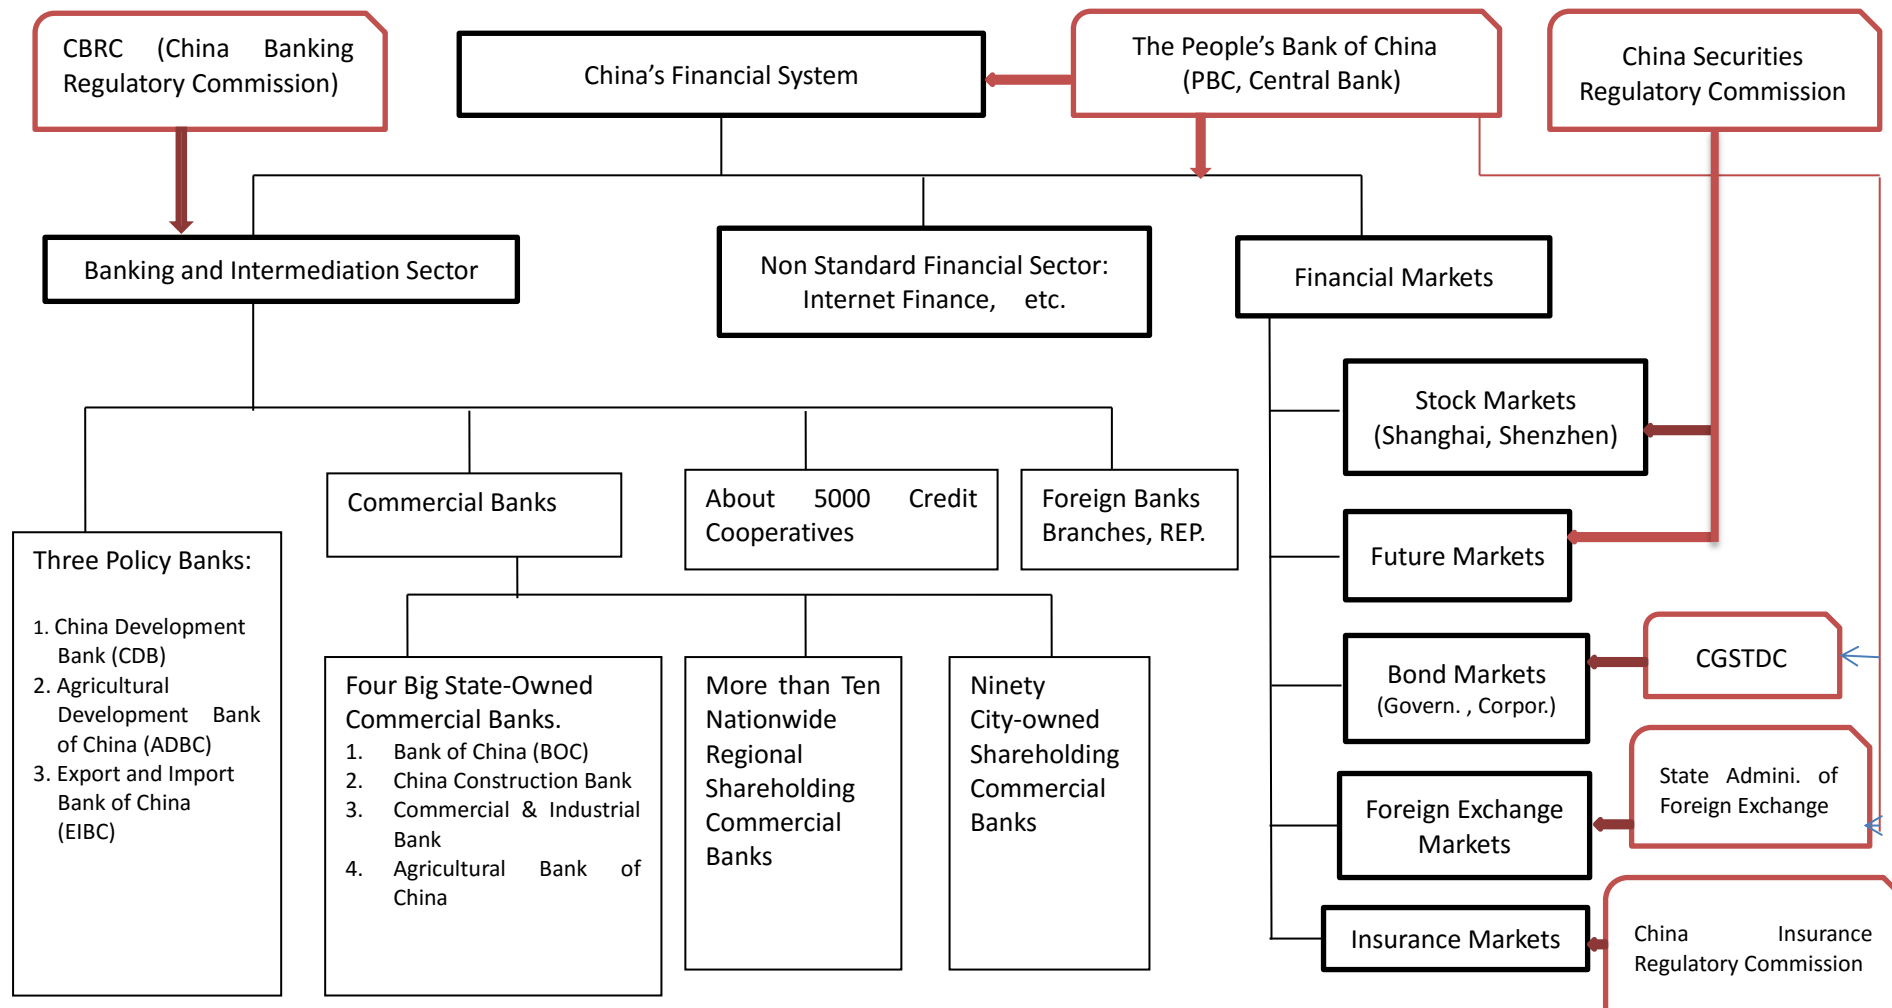 CBRC (China Banking
Regulatory Commission)
China’s Financial System
The People’s Bank of China
(PBC, Central Bank)
China Securities
Regulatory Commission
Banking and Intermediation Sector
Non Standard Financial Sector:
Internet Finance, etc.
Financial Markets
Stock Markets
(Shanghai, Shenzhen)
Commercial Banks
About 5000 Credit
Cooperatives
Foreign Banks
Branches, REP.
Future Markets
Three Policy Banks:
1. China Development
Bank (CDB)
2. Agricultural
Development Bank
of China (ADBC)
3. Export and Import
Bank of China
(EIBC)
Four Big State-Owned
Commercial Banks.
1. Bank of China (BOC)
2. China Construction Bank
3. Commercial & Industrial
Bank
4. Agricultural Bank of
China
More than Ten
Nationwide
Regional
Shareholding
Commercial
Banks
Ninety
City-owned
Shareholding
Commercial
Banks
Bond Markets
(Govern. , Corpor.)
CGSTDC
Foreign Exchange
Markets
State Admini. of
Foreign Exchange
Insurance Markets
China Insurance
Regulatory Commission